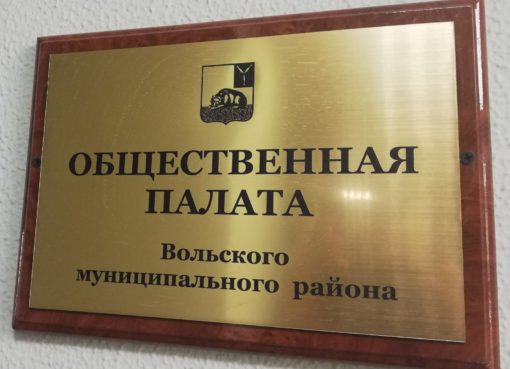 ОБЩЕСТВЕННАЯ
ПАЛАТА
Вольского
муниципального района